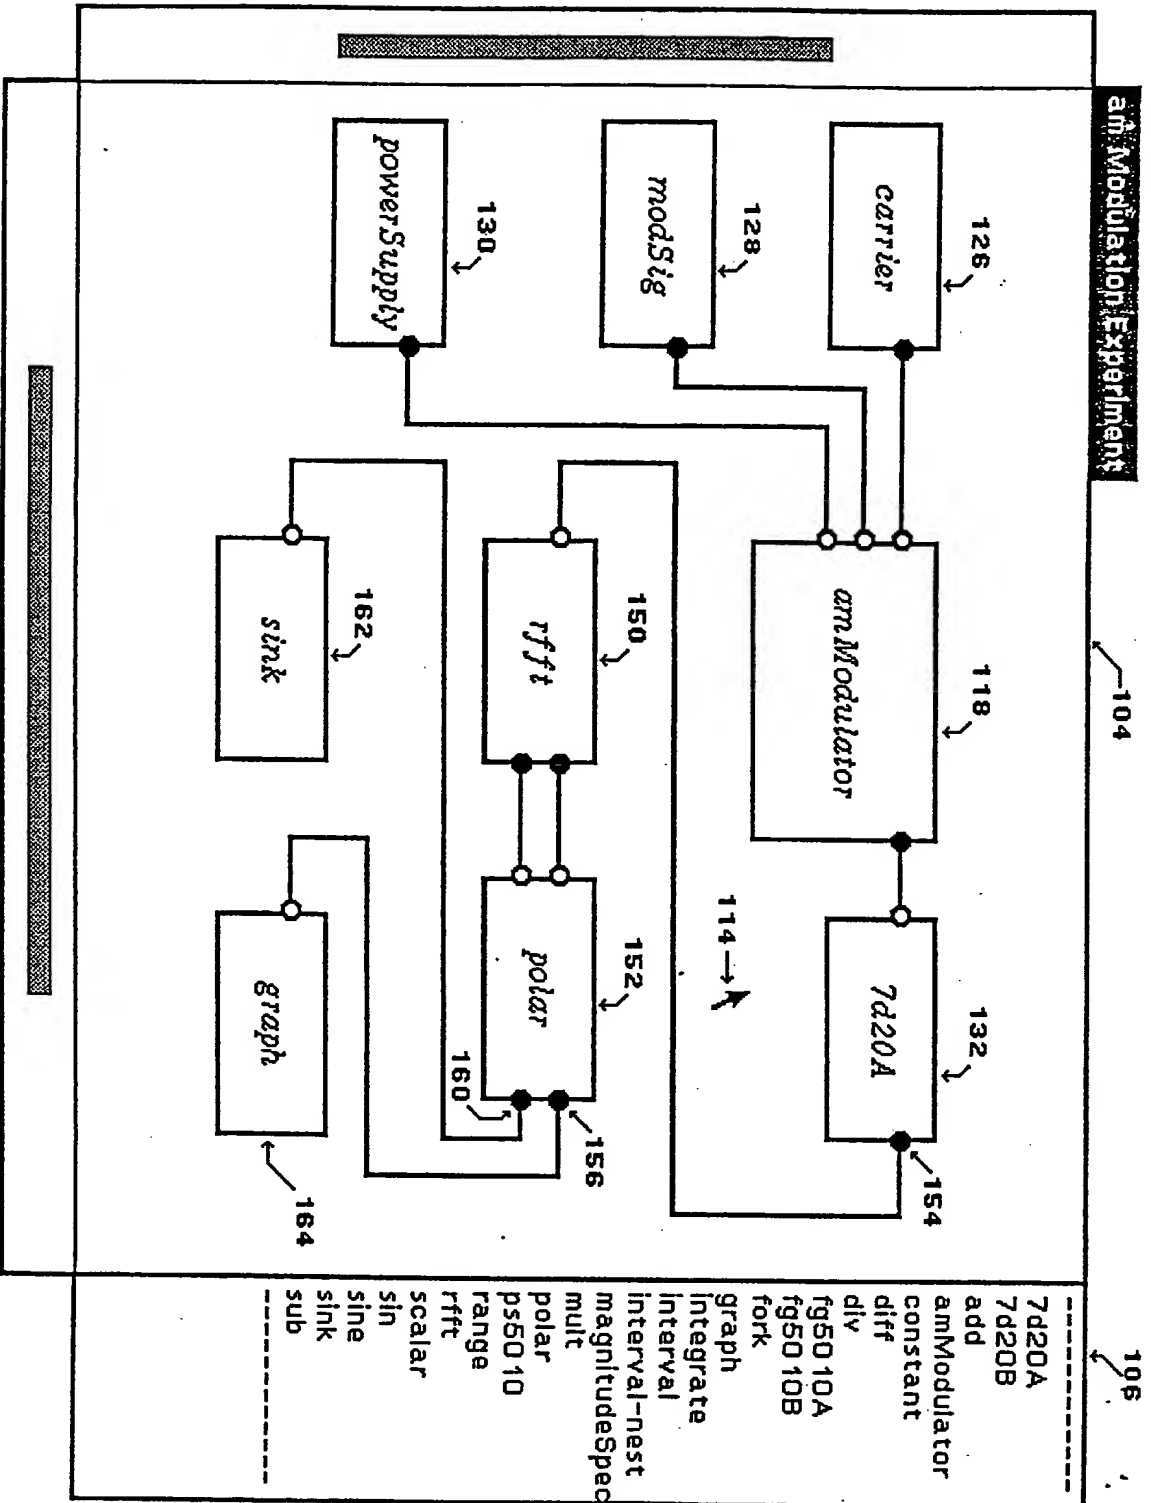 am Modulation Experiment
104
106
126
carrier
118
amModulator
132
7d20A
154
128
modSig
114
130
powerSupply
150
rfft
152
polar
156
160
162
sink
graph
164
----------------
7d20A
7d20B
add
amModulator
constant
diff
div
fg5010A
fg5010B
fork
graph
integrate
interval
interval-nest
magnitudeSpec
mult
polar
ps5010
range
rfft
scalar
sin
sine
sink
sub
----------------